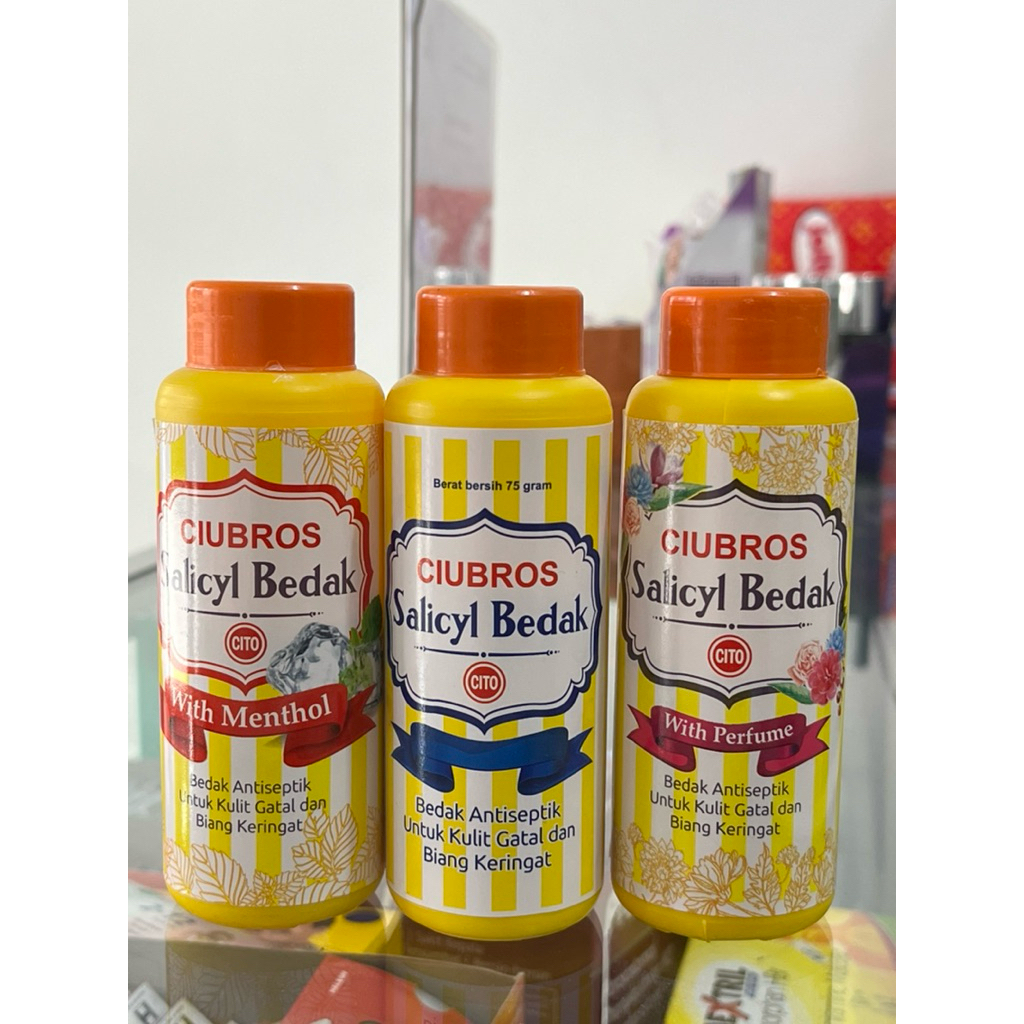 CIUBROS
Salicyl Bedak
CITO
With Menthol
Bedak Antiseptik
Untuk Kulit Gatal dan
Biang Keringat
Berat bersih 75 gram
CIUBROS
Salicyl Bedak
CITO
Bedak Antiseptik
Untuk Kulit Gatal dan
Biang Keringat
CIUBROS
Salicyl Bedak
CITO
With Perfume
Bedak Antiseptik
Untuk Kulit Gatal dan
Biang Keringat